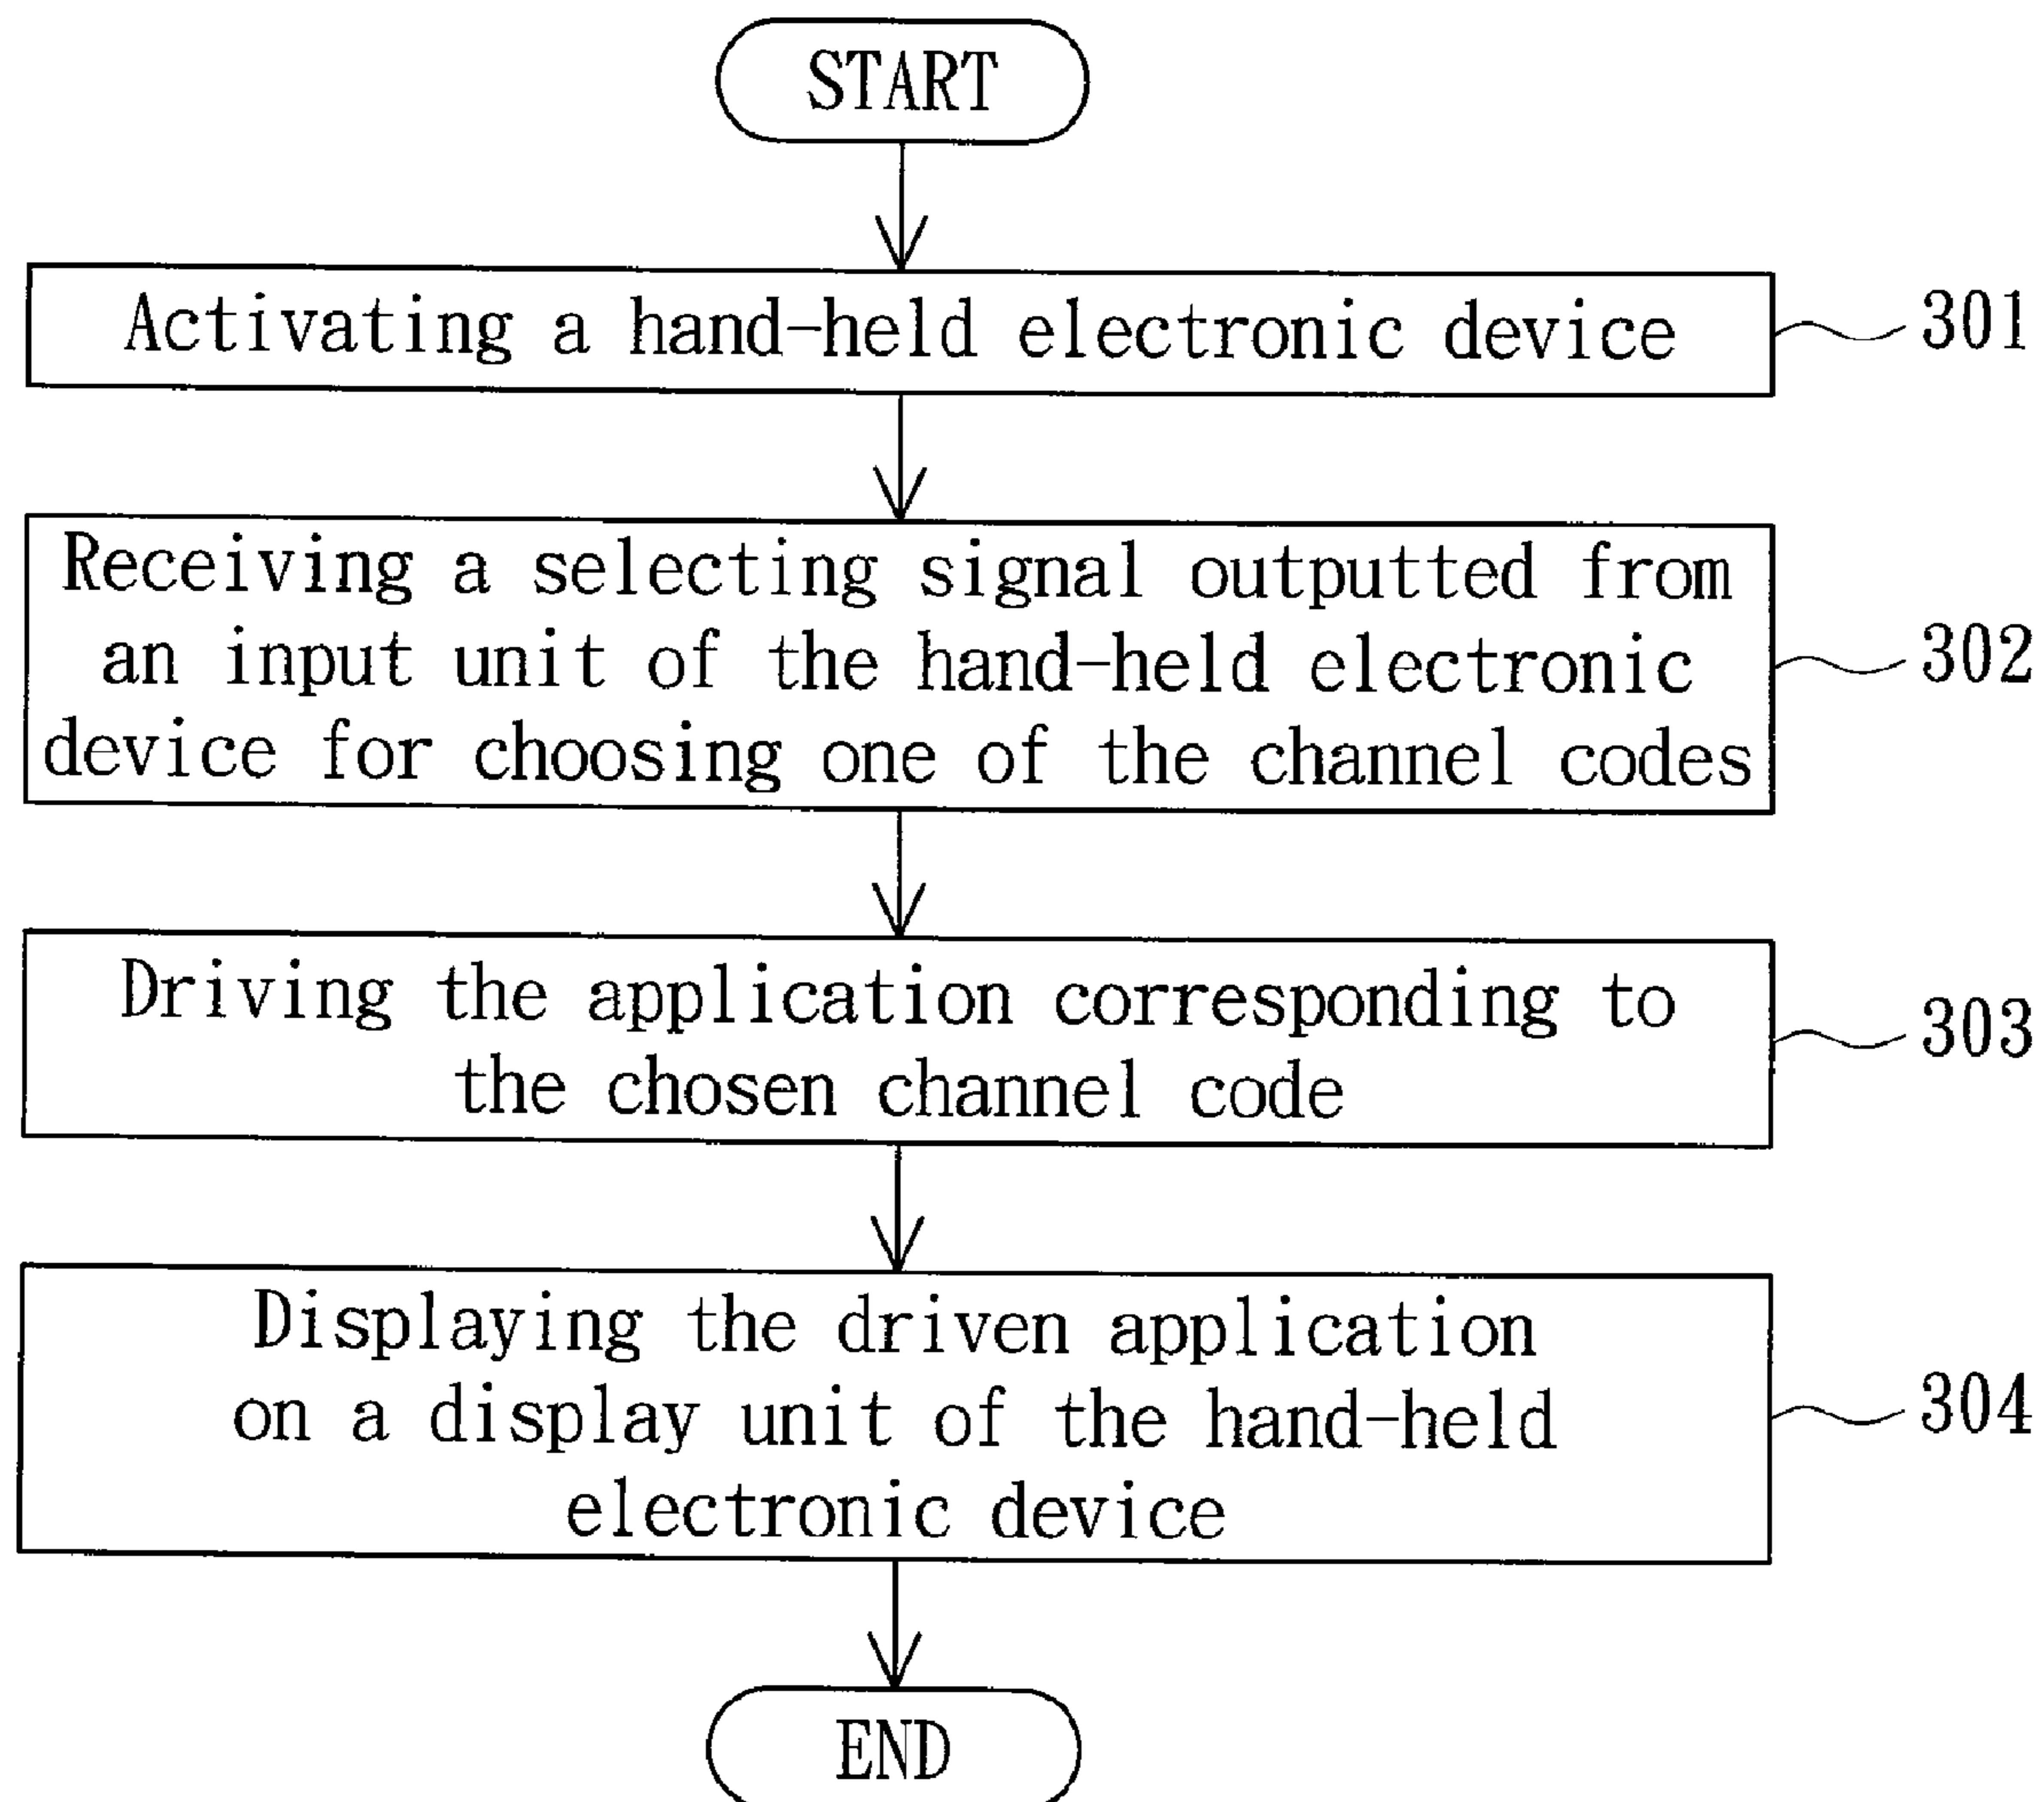 START
Activating a hand-held electronic device
301
Receiving a selecting signal outputted from
an input unit of the hand-held electronic
device for choosing one of the channel codes
302
Driving the application corresponding to
the chosen channel code
303
Displaying the driven application
on a display unit of the hand-held
electronic device
304
END